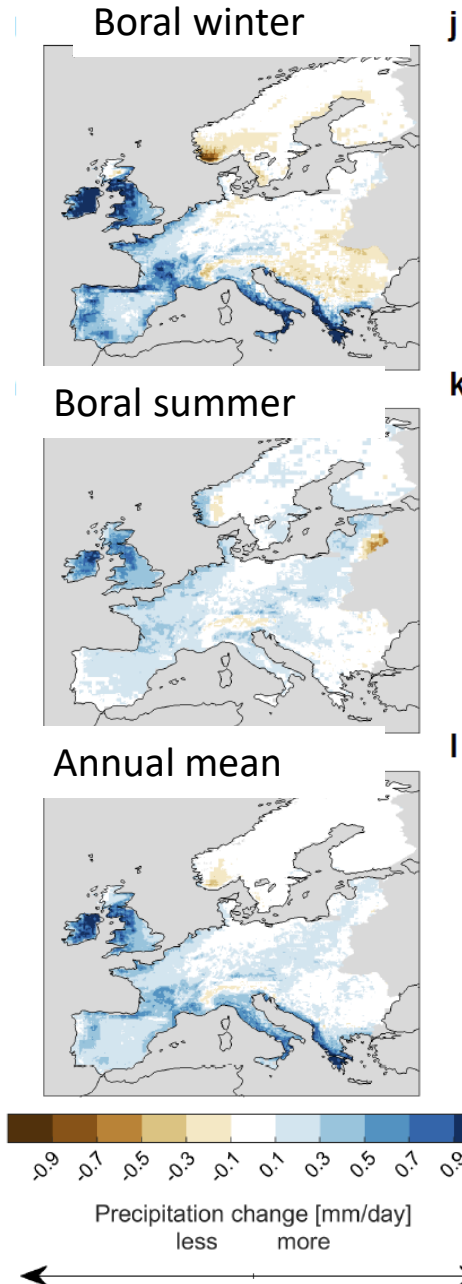 Boral winter
j
Boral summer
k
Annual mean
l
-0.9 -0.7 -0.5 -0.3 -0.1 0.1 0.3 0.5 0.7 0.9
Precipitation change [mm/day]
less more